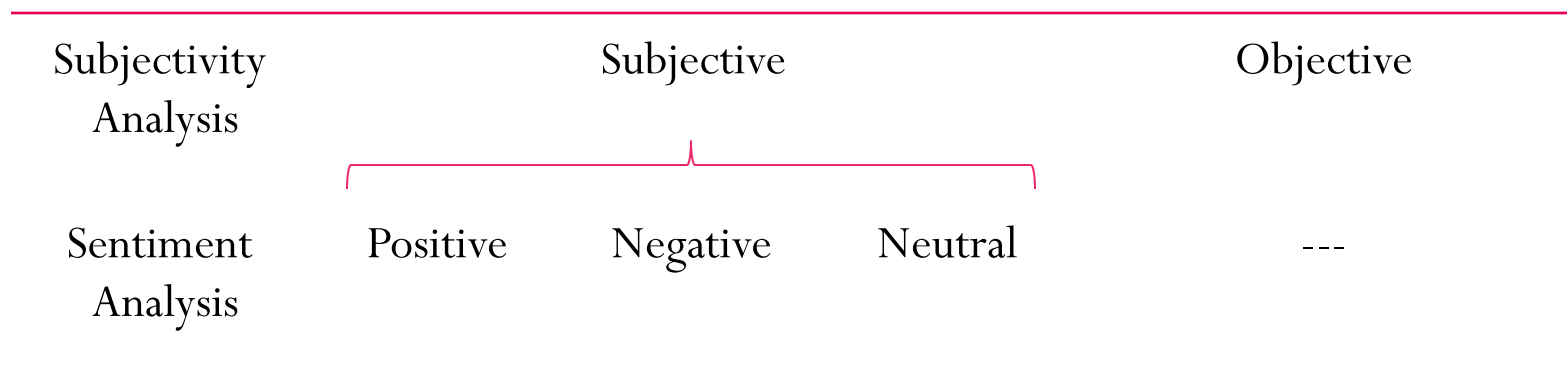 Subjectivity Analysis
Subjective
Objective
Sentiment Analysis
Positive
Negative
Neutral
---